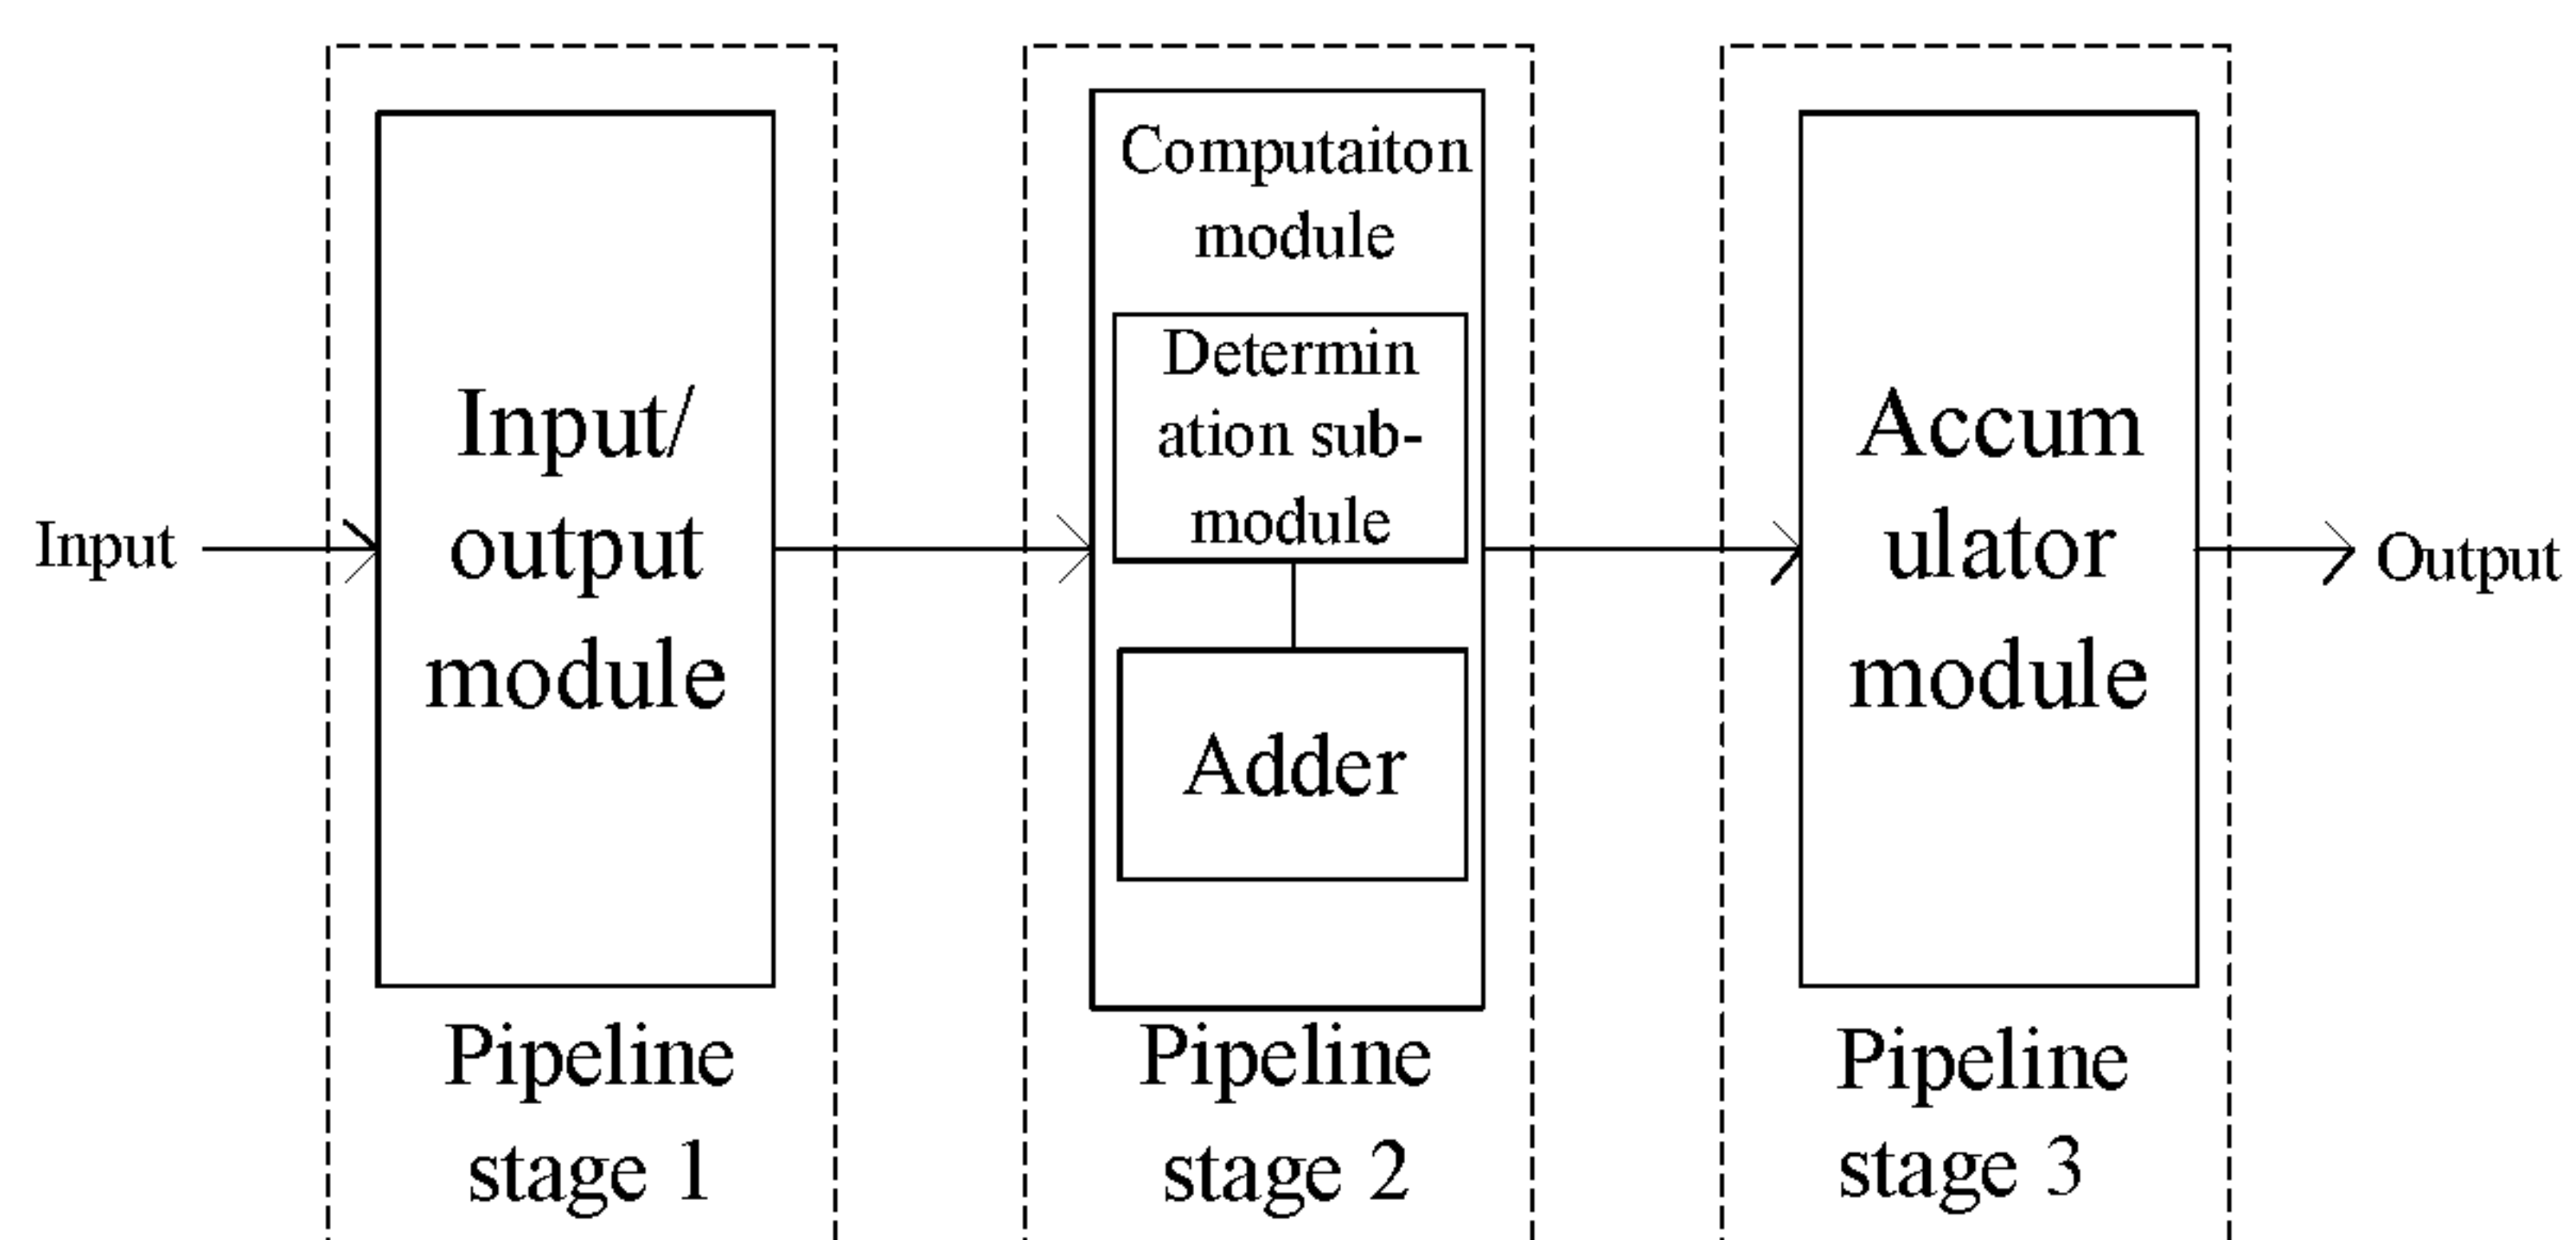 Input
Input/
output
module
Pipeline
stage 1
Computaiton
module
Determin
ation sub-
module
Adder
Pipeline
stage 2
Accum
ulator
module
Pipeline
stage 3
Output